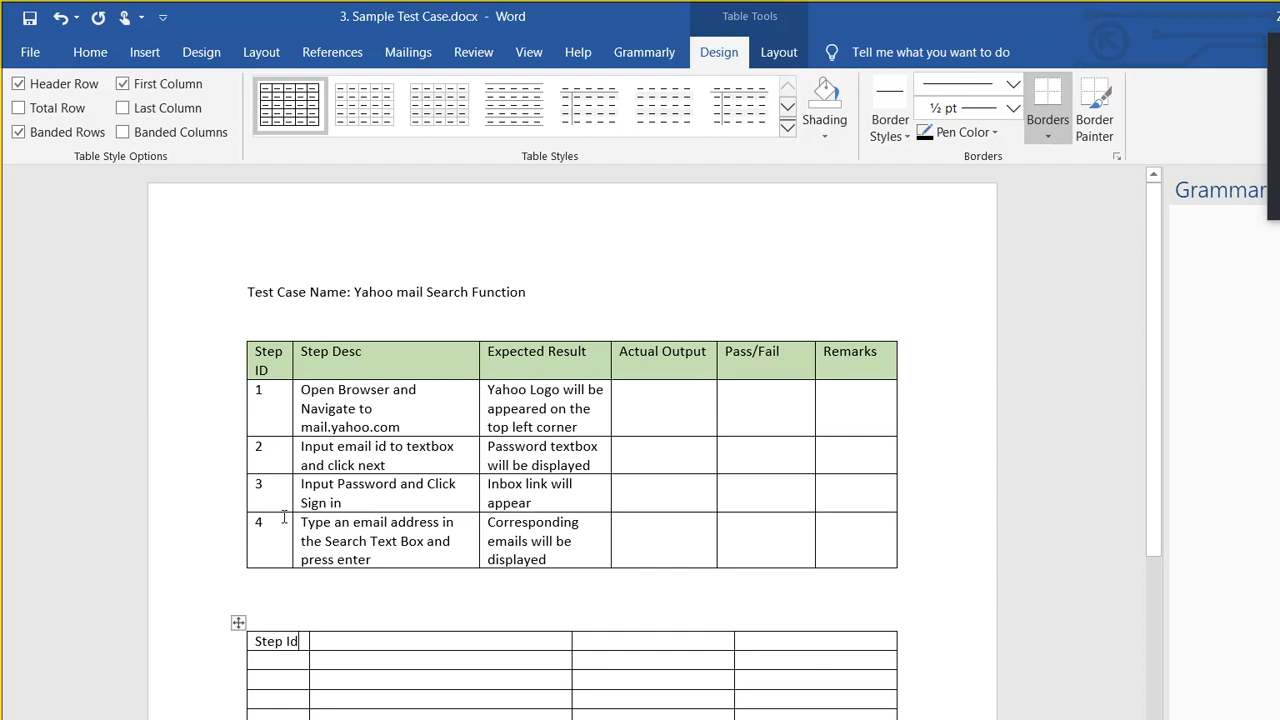 3. Sample Test Case.docx - Word
Table Tools
File Home Insert Design Layout References Mailings Review View Help Grammarly Design Layout Tell me what you want to do
Header Row First Column
Total Row Last Column
Banded Rows Banded Columns
Table Style Options
Table Styles
Shading
Border Styles
½ pt
Pen Color
Borders
Border Painter
Borders
Grammar
Test Case Name: Yahoo mail Search Function
Step ID Step Desc Expected Result Actual Output Pass/Fail Remarks
1 Open Browser and Navigate to mail.yahoo.com Yahoo Logo will be appeared on the top left corner
2 Input email id to textbox and click next Password textbox will be displayed
3 Input Password and Click Sign in Inbox link will appear
4 Type an email address in the Search Text Box and press enter Corresponding emails will be displayed
Step Id